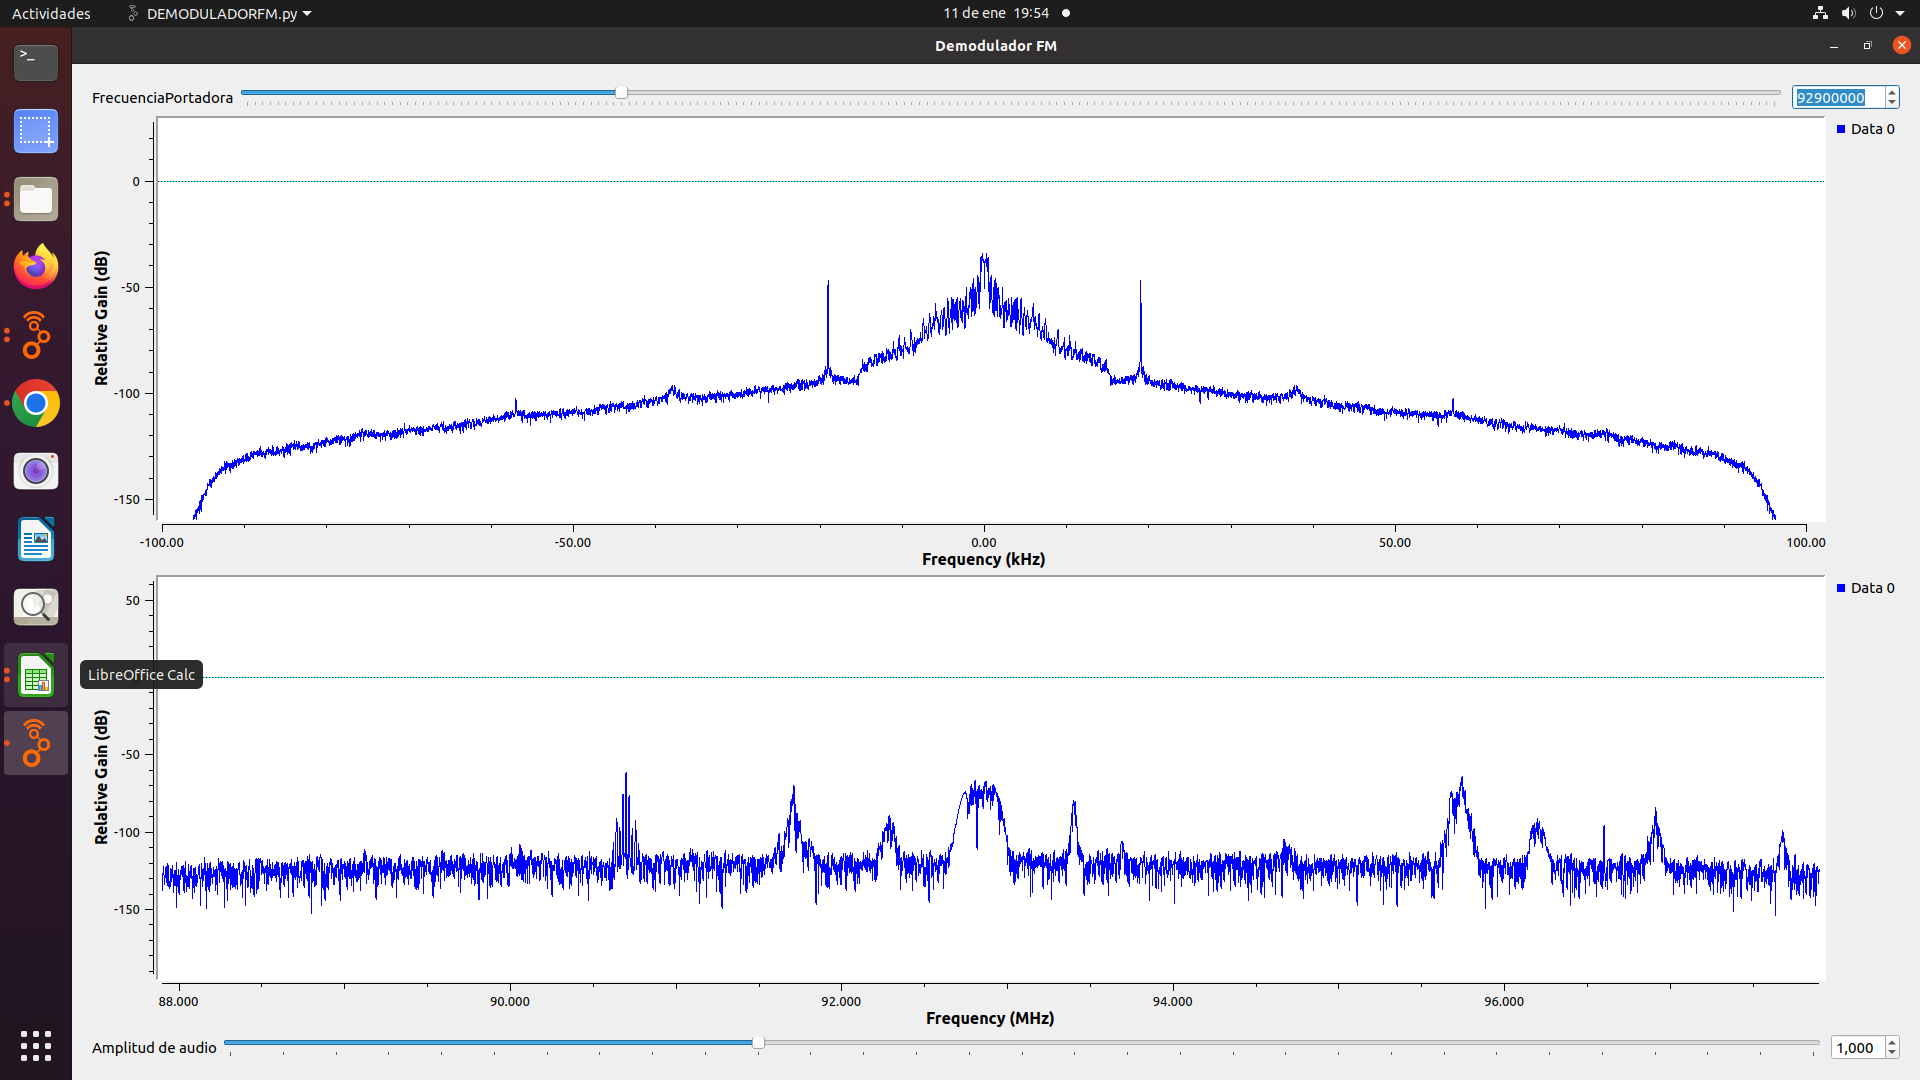 Actividades DEMODULADORFM.py 11 de ene 19:54
Demodulador FM
FrecuenciaPortadora 92900000
Data 0
0
-50
-100
-150
Relative Gain (dB)
-100.00 -50.00 0.00 50.00 100.00
Frequency (kHz)
Data 0
50
LibreOffice Calc
-50
-100
-150
Relative Gain (dB)
88.000 90.000 92.000 94.000 96.000
Frequency (MHz)
Amplitud de audio 1,000